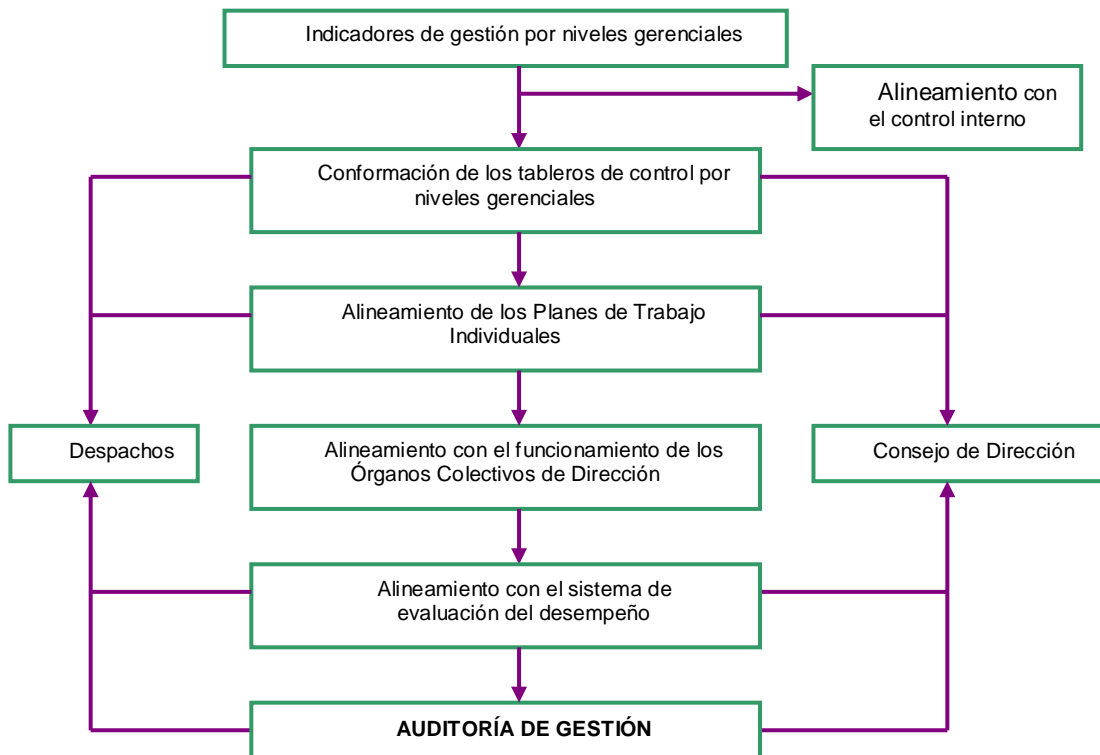 Indicadores de gestión por niveles gerenciales
Alineamiento con
el control interno
Conformación de los tableros de control por
niveles gerenciales
Alineamiento de los Planes de Trabajo
Individuales
Despachos
Alineamiento con el funcionamiento de los
Órganos Colectivos de Dirección
Consejo de Dirección
Alineamiento con el sistema de
evaluación del desempeño
AUDITORÍA DE GESTIÓN